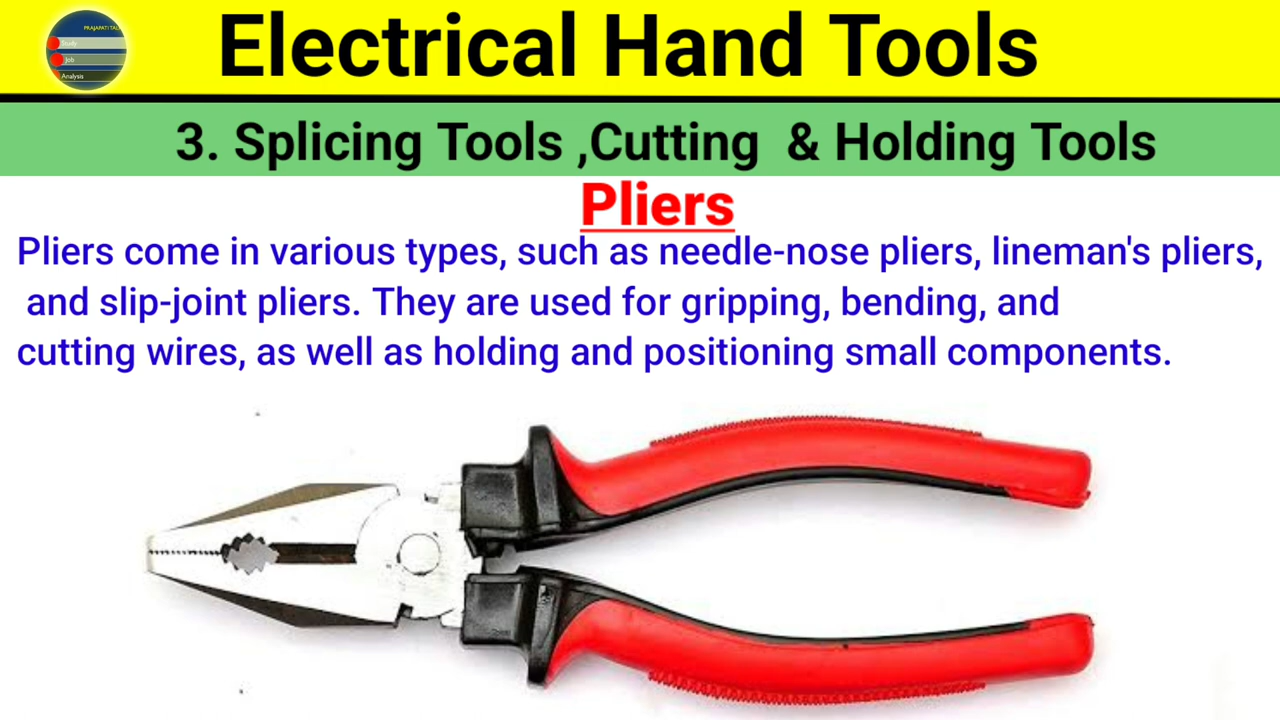 PRAJAPATI TAL
Study
Job
Analysis
Electrical Hand Tools
3. Splicing Tools ,Cutting & Holding Tools
Pliers
Pliers come in various types, such as needle-nose pliers, lineman's pliers,
and slip-joint pliers. They are used for gripping, bending, and
cutting wires, as well as holding and positioning small components.